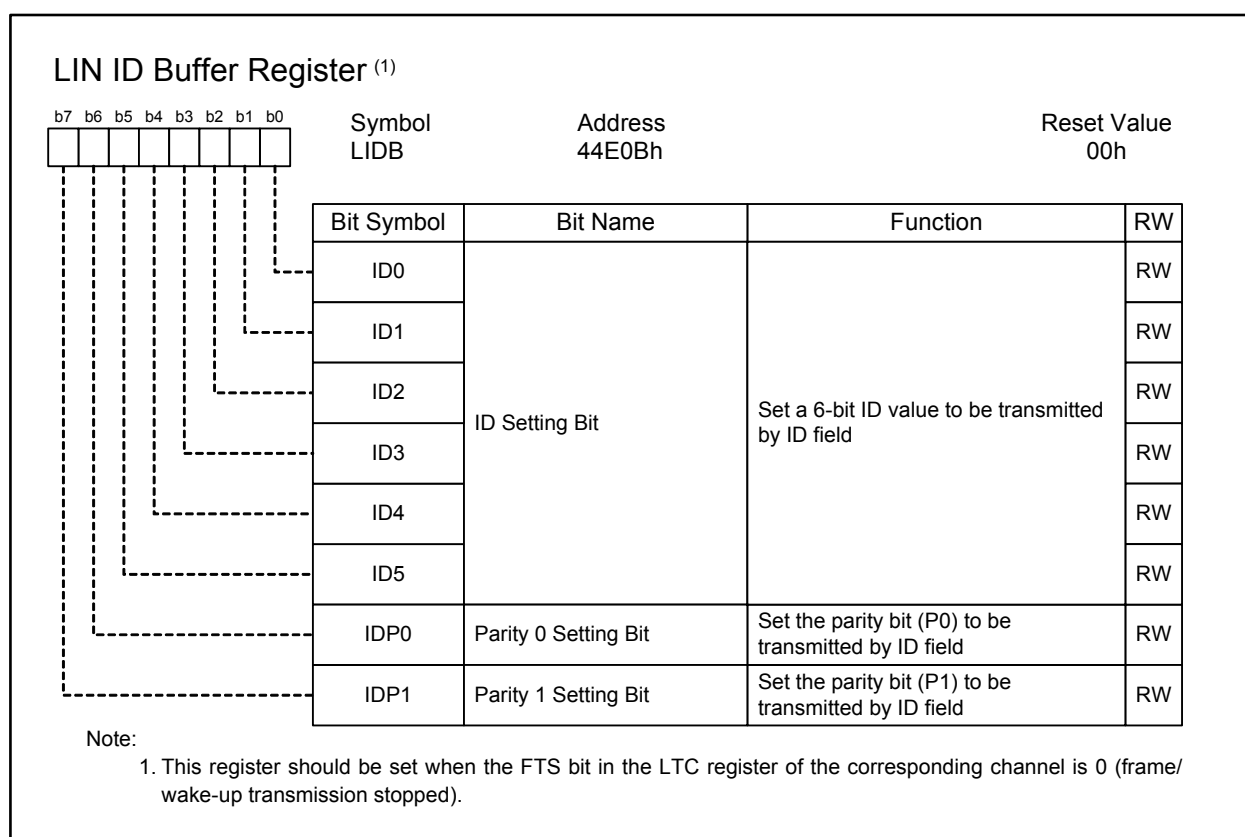 LIN ID Buffer Register (1)
b7 b6 b5 b4 b3 b2 b1 b0
Symbol Address Reset Value
LIDB 44E0Bh 00h
Bit Symbol Bit Name Function RW
ID0 RW
ID1 RW
ID2 RW
ID Setting Bit
Set a 6-bit ID value to be transmitted
by ID field
ID3 RW
ID4 RW
ID5 RW
IDP0 Parity 0 Setting Bit Set the parity bit (P0) to be
transmitted by ID field RW
IDP1 Parity 1 Setting Bit Set the parity bit (P1) to be
transmitted by ID field RW
Note:
1. This register should be set when the FTS bit in the LTC register of the corresponding channel is 0 (frame/
wake-up transmission stopped).